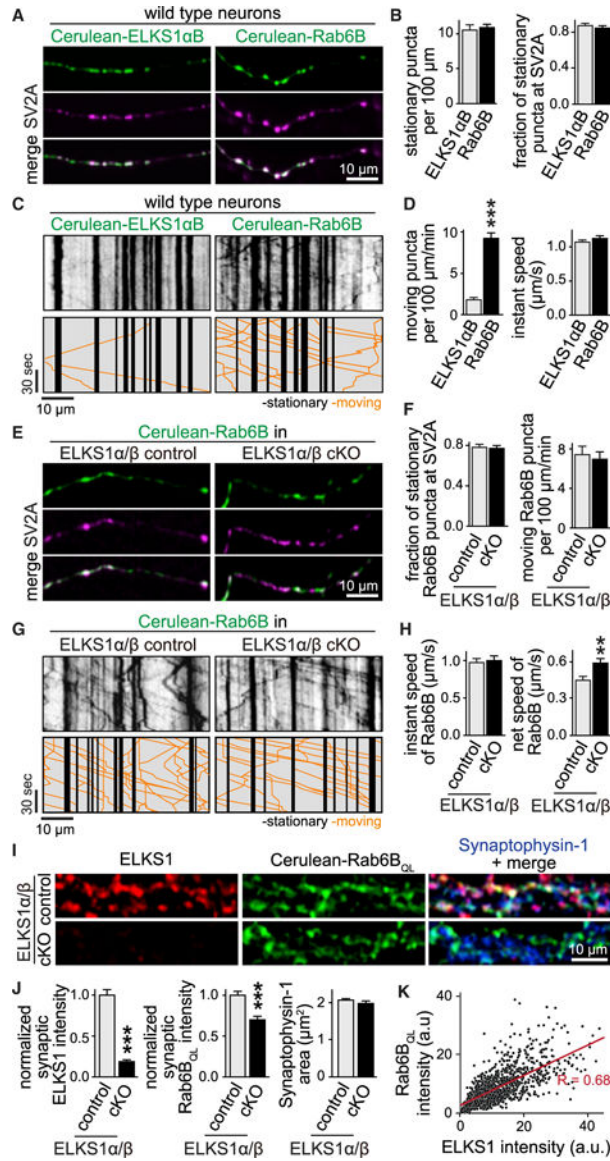 A
wild type neurons
Cerulean-ELKS1αB
Cerulean-Rab6B
merge SV2A
10 µm
B
stationary puncta
per 100 µm
10
5
0
ELKS1αB
Rab6B
fraction of stationary
puncta at SV2A
0.8
0.4
0
ELKS1αB
Rab6B
C
wild type neurons
Cerulean-ELKS1αB
Cerulean-Rab6B
30 sec
10 µm
-stationary -moving
D
moving puncta
per 100 µm/min
10
5
0
***
ELKS1αB
Rab6B
instant speed
(µm/s)
1.0
0.5
0
ELKS1αB
Rab6B
E
Cerulean-Rab6B in
ELKS1α/β control
ELKS1α/β cKO
merge SV2A
10 µm
F
fraction of stationary
Rab6B puncta at SV2A
0.8
0.4
0
control
cKO
ELKS1α/β
moving Rab6B puncta
per 100 µm/min
10
5
0
control
cKO
ELKS1α/β
G
Cerulean-Rab6B in
ELKS1α/β control
ELKS1α/β cKO
30 sec
10 µm
-stationary -moving
H
instant speed
of Rab6B (µm/s)
1.0
0.5
0
control
cKO
ELKS1α/β
net speed of
Rab6B (µm/s)
0.6
0.3
0
**
control
cKO
ELKS1α/β
I
ELKS1
Cerulean-Rab6BQL
Synaptophysin-1
+ merge
ELKS1α/β
control
cKO
10 µm
J
normalized
synaptic
ELKS1 intensity
1.0
0.5
0
***
control
cKO
ELKS1α/β
normalized
synaptic
Rab6BQL intensity
1.0
0.5
0
***
control
cKO
ELKS1α/β
Synaptophysin-1
area (µm²)
2
1
0
control
cKO
ELKS1α/β
K
Rab6BQL
intensity (a.u)
40
20
0
R = 0.68
0
20
40
ELKS1 intensity (a.u.)